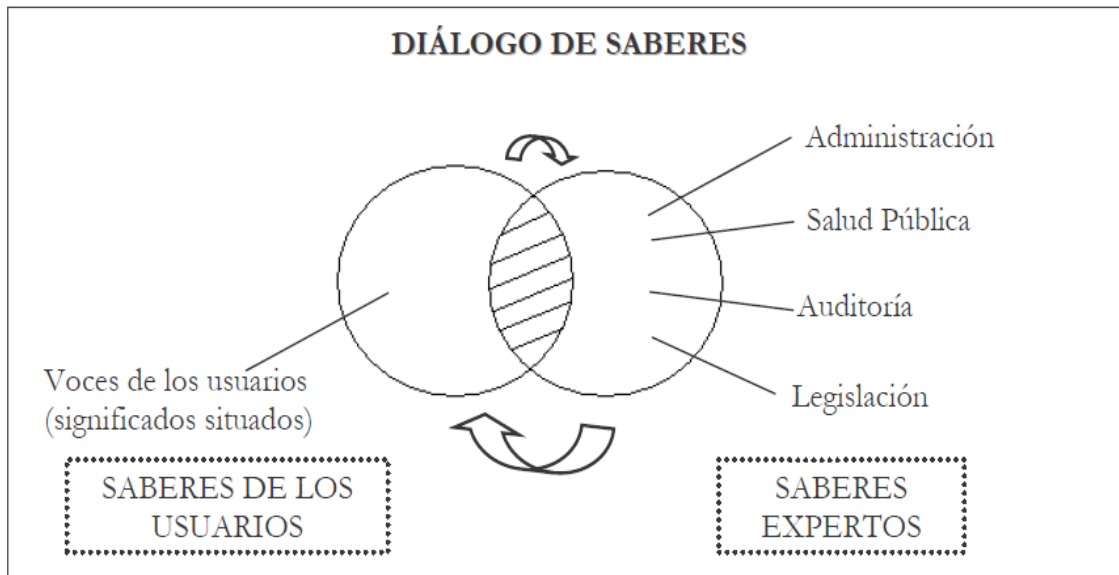 DIÁLOGO DE SABERES
Administración
Salud Pública
Auditoría
Legislación
Voces de los usuarios
(significados situados)
SABERES DE LOS
USUARIOS
SABERES
EXPERTOS